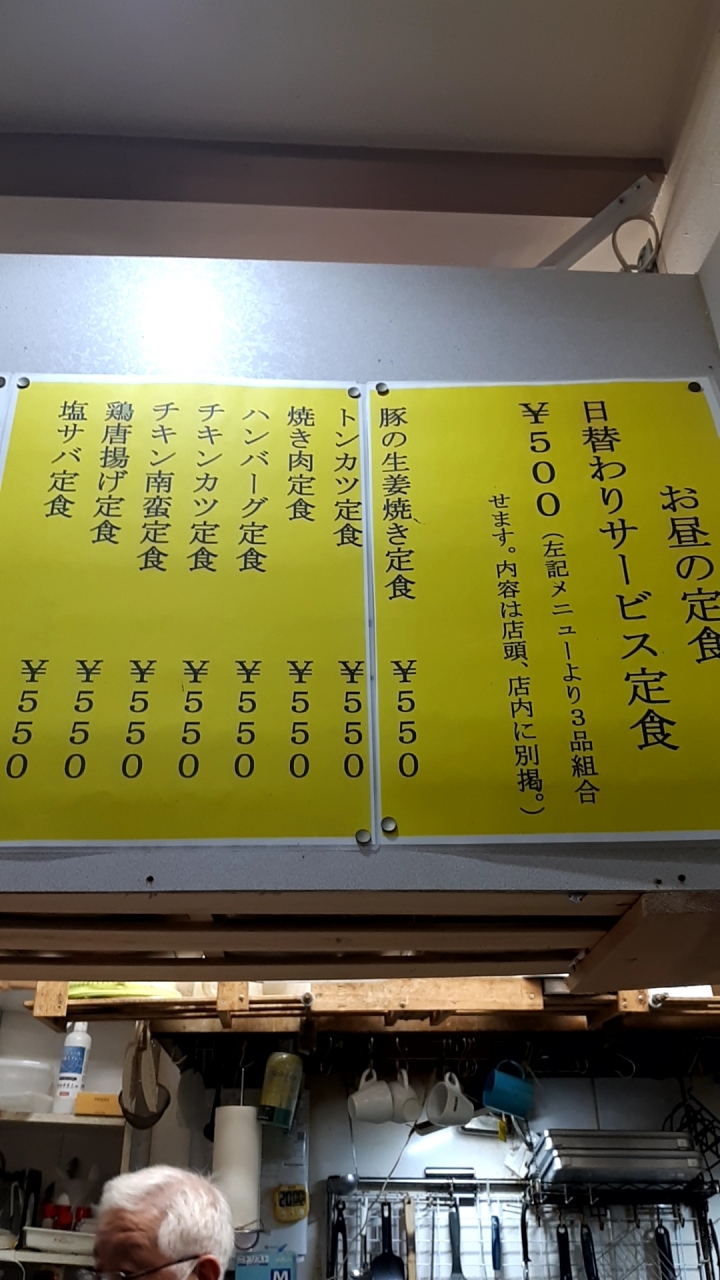 お昼の定食
日替わりサービス定食
￥５００（左記メニューより３品組合
せます。内容は店頭、店内に別掲。）
豚の生姜焼き定食　￥５５０
トンカツ定食　￥５５０
焼き肉定食　￥５５０
ハンバーグ定食　￥５５０
チキンカツ定食　￥５５０
チキン南蛮定食　￥５５０
鶏唐揚げ定食　￥５５０
塩サバ定食　￥５５０
M